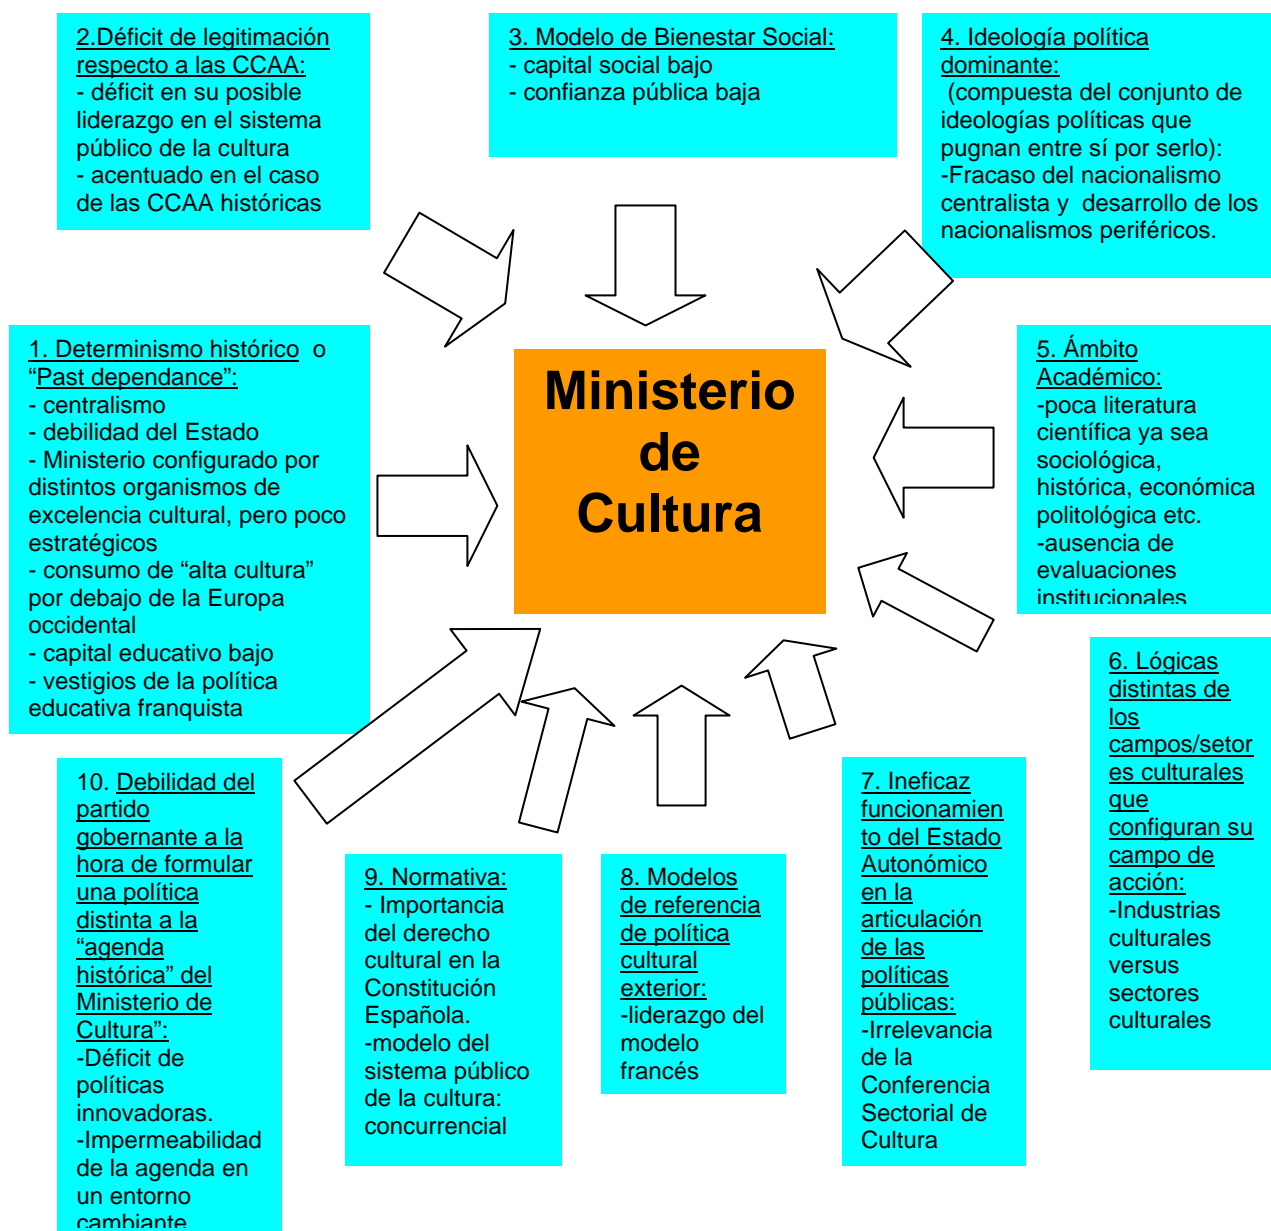 2.Déficit de legitimación
respecto a las CCAA:
- déficit en su posible
liderazgo en el sistema
público de la cultura
- acentuado en el caso
de las CCAA históricas
3. Modelo de Bienestar Social:
- capital social bajo
- confianza pública baja
4. Ideología política
dominante:
(compuesta del conjunto de
ideologías políticas que
pugnan entre sí por serlo):
-Fracaso del nacionalismo
centralista y desarrollo de los
nacionalismos periféricos.
1. Determinismo histórico o
“Past dependance”:
- centralismo
- debilidad del Estado
- Ministerio configurado por
distintos organismos de
excelencia cultural, pero poco
estratégicos
- consumo de “alta cultura”
por debajo de la Europa
occidental
- capital educativo bajo
- vestigios de la política
educativa franquista
Ministerio
de
Cultura
5. Ámbito
Académico:
-poca literatura
científica ya sea
sociológica,
histórica, económica
politológica etc.
-ausencia de
evaluaciones
institucionales
6. Lógicas
distintas de
los
campos/setor
es culturales
que
configuran su
campo de
acción:
-Industrias
culturales
versus
sectores
culturales
10. Debilidad del
partido
gobernante a la
hora de formular
una política
distinta a la
“agenda
histórica” del
Ministerio de
Cultura”:
-Déficit de
políticas
innovadoras.
-Impermeabilidad
de la agenda en
un entorno
cambiante
9. Normativa:
- Importancia
del derecho
cultural en la
Constitución
Española.
-modelo del
sistema público
de la cultura:
concurrencial
8. Modelos
de referencia
de política
cultural
exterior:
-liderazgo del
modelo
francés
7. Ineficaz
funcionamien
to del Estado
Autonómico
en la
articulación
de las
políticas
públicas:
-Irrelevancia
de la
Conferencia
Sectorial de
Cultura